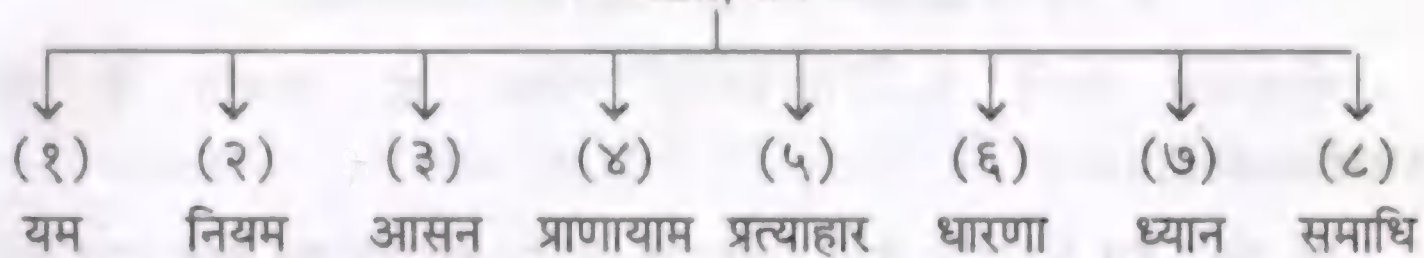 (१) (२) (३) (४) (५) (६) (७) (८)
यम नियम आसन प्राणायाम प्रत्याहार धारणा ध्यान समाधि